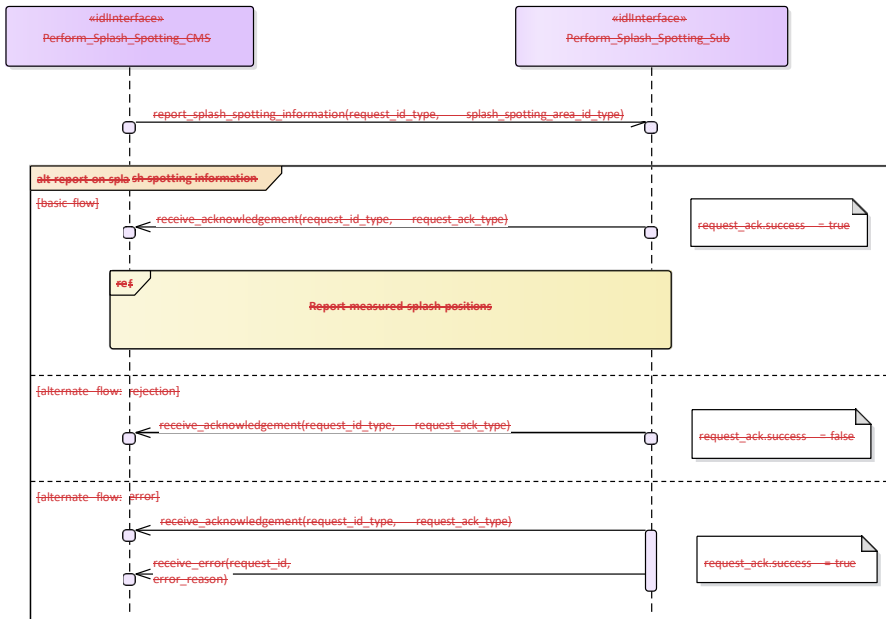 «idlInterface»
Perform_Splash_Spotting_CMS
«idlInterface»
Perform_Splash_Spotting_Sub
report_splash_spotting_information(request_id_type, splash_spotting_area_id_type)
alt report on splash spotting information
[basic flow]
receive_acknowledgement(request_id_type, request_ack_type)
request_ack.success = true
ref
Report measured splash positions
[alternate flow: rejection]
receive_acknowledgement(request_id_type, request_ack_type)
request_ack.success = false
[alternate flow: error]
receive_acknowledgement(request_id_type, request_ack_type)
receive_error(request_id,
error_reason)
request_ack.success = true